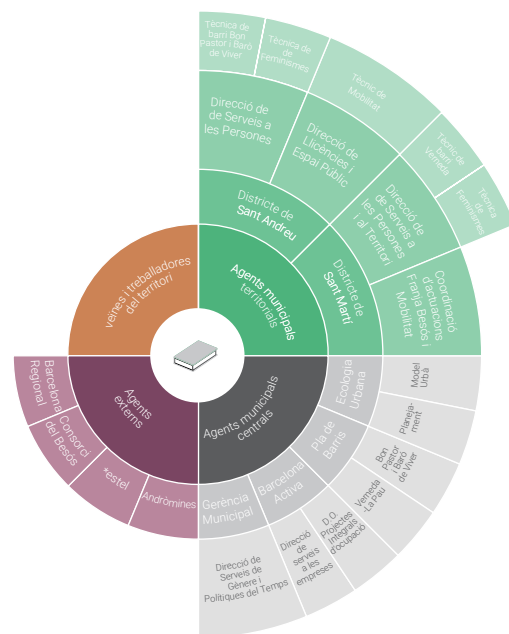 Tècnica de
barri Bon
Pastor i Baró
de Viver
Tècnica de
de
Feminismes
Tècnic de
Mobilitat
Tècnic de
barri
Verneda
Tècnica
de
Feminismes
Direcció de
de Serveis a
les Persones
Direcció de
Llicències i
Espai Públic
Direcció de
de Serveis a
les Persones
i al Territori
Coordinació
d'actuacions
Franja Besòs i
Mobilitat
Districte de
Sant Andreu
Districte de
Sant Martí
veïnes i treballadores
del territori
Agents municipals
territorials
Agents
externs
Agents municipals
centrals
Barcelona
Regional
Consorci
del Besòs
*estel
Andròmines
Ecologia
Urbana
Pla de
Barris
Barcelona
Activa
Gerència
Municipal
Model
Urbà
Planeja-
ment
Bon
Pastor
i Baró
de Viver
Verneda
-La Pau
D.O.
Projectes
Integrals
d'ocupació
Direcció
de
serveis
a les
empreses
Direcció de
Serveis de
Gènere i
Polítiques del Temps